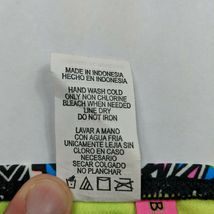 MADE IN INDONESIA
HECHO EN INDONESIA
HAND WASH COLD
ONLY NON CHLORINE
BLEACH WHEN NEEDED
LINE DRY
DO NOT IRON
LAVAR A MANO
CON AGUA FRIA
UNICAMENTE LEJIA SIN
CLORO EN CASO
NECESARIO
SECAR COLGADO
NO PLANCHAR
B